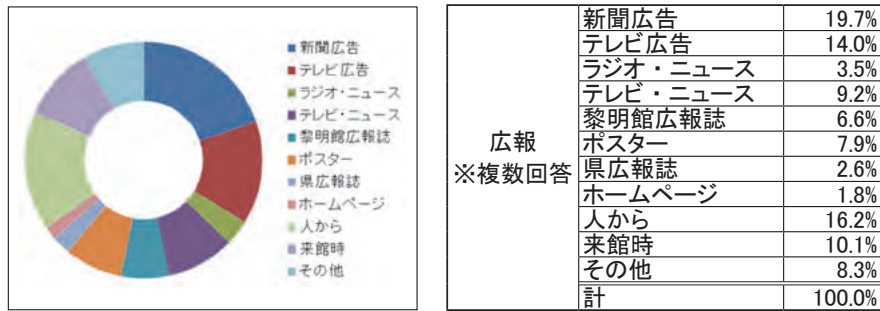 新聞広告
テレビ広告
ラジオ・ニュース
テレビ・ニュース
黎明館広報誌
ポスター
県広報誌
ホームページ
人から
来館時
その他
広報
※複数回答
新聞広告 19.7%
テレビ広告 14.0%
ラジオ・ニュース 3.5%
テレビ・ニュース 9.2%
黎明館広報誌 6.6%
ポスター 7.9%
県広報誌 2.6%
ホームページ 1.8%
人から 16.2%
来館時 10.1%
その他 8.3%
計 100.0%